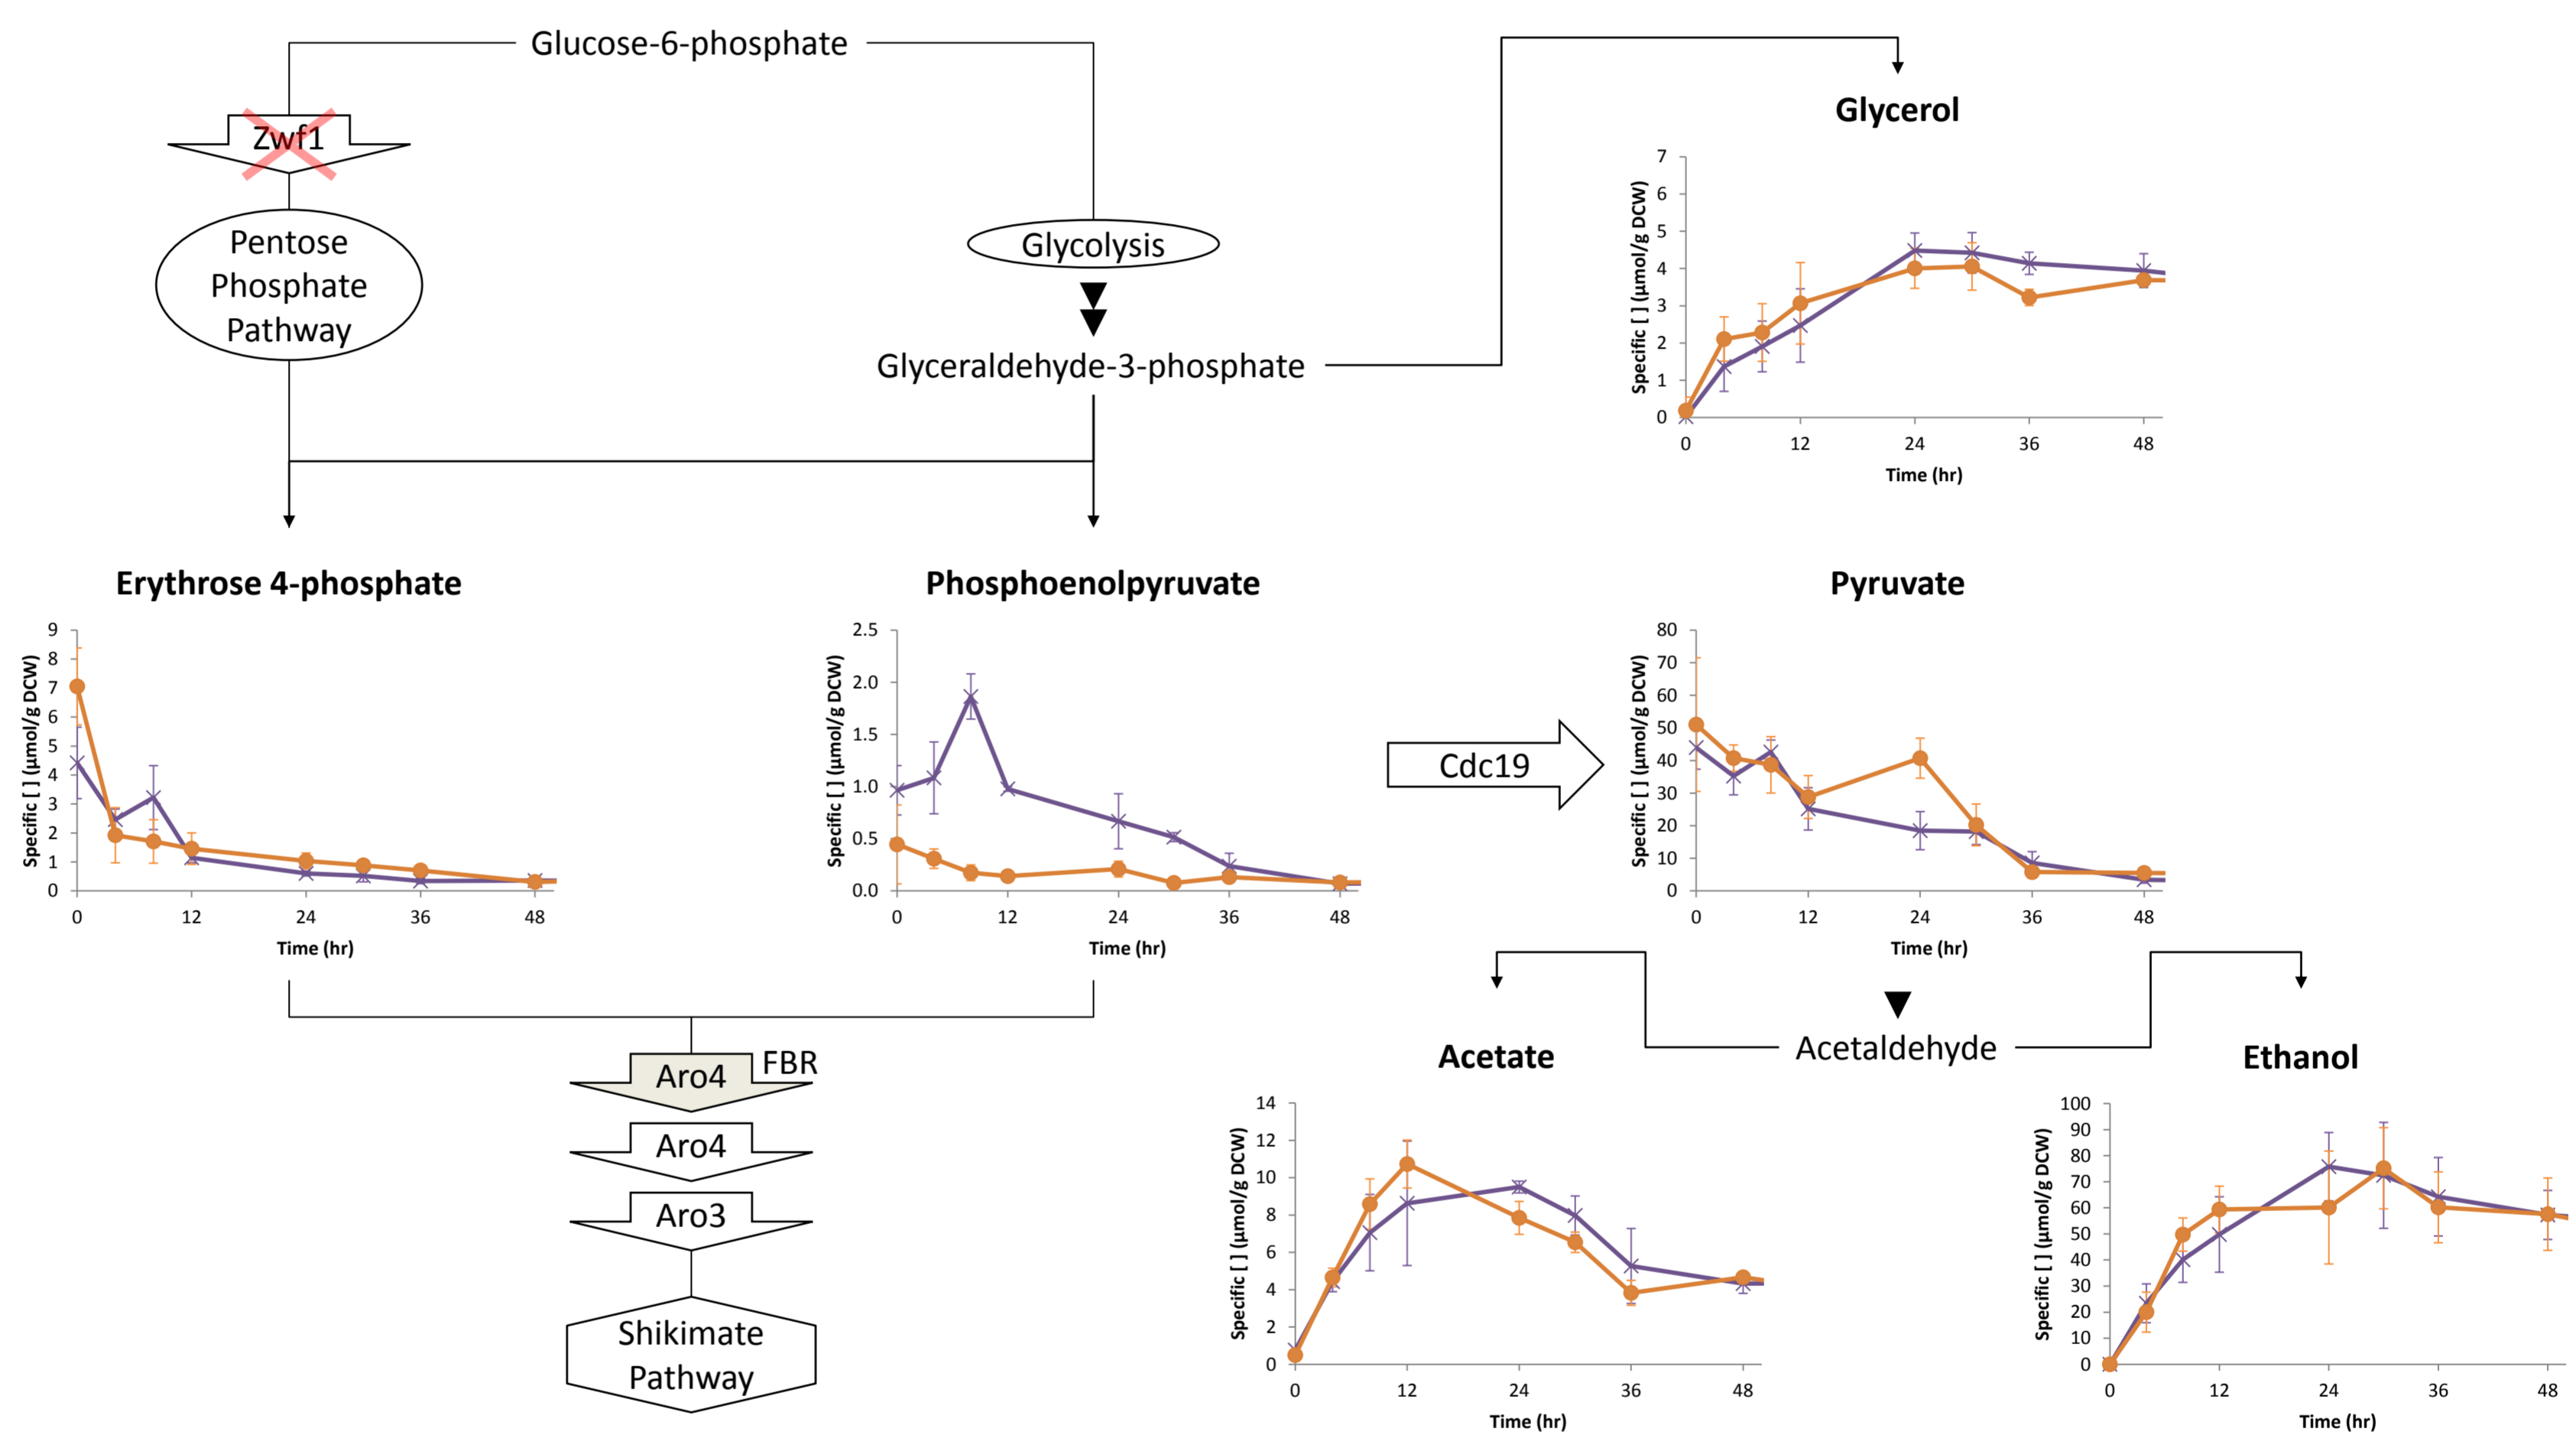 Glucose-6-phosphate
Zwf1
Pentose
Phosphate
Pathway
Glycolysis
Glyceraldehyde-3-phosphate
Glycerol
Specific [ ] (µmol/g DCW)
7
6
5
4
3
2
1
0
0 12 24 36 48
Time (hr)
Erythrose 4-phosphate
Specific [ ] (µmol/g DCW)
9
8
7
6
5
4
3
2
1
0
0 12 24 36 48
Time (hr)
Phosphoenolpyruvate
Specific [ ] (µmol/g DCW)
2.5
2.0
1.5
1.0
0.5
0.0
0 12 24 36 48
Time (hr)
Cdc19
Pyruvate
Specific [ ] (µmol/g DCW)
80
70
60
50
40
30
20
10
0
0 12 24 36 48
Time (hr)
Aro4 FBR
Aro4
Aro3
Shikimate
Pathway
Acetaldehyde
Acetate
Specific [ ] (µmol/g DCW)
14
12
10
8
6
4
2
0
0 12 24 36 48
Time (hr)
Ethanol
Specific [ ] (µmol/g DCW)
100
90
80
70
60
50
40
30
20
10
0
0 12 24 36 48
Time (hr)